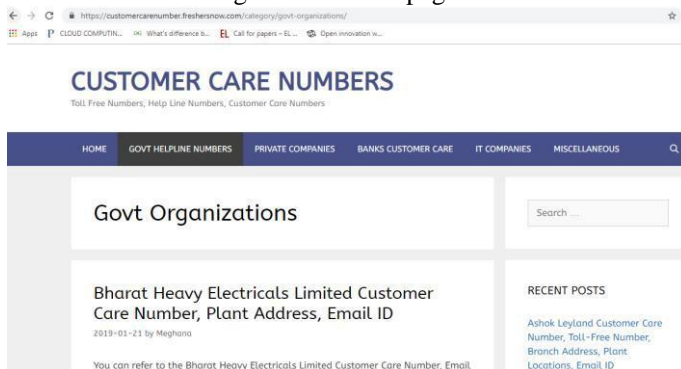 https://customercarenumber.freshersnow.com/category/govt-organizations/
Apps CLOUD COMPUTIN... What's difference b... EL Call for papers – EL... Open innovation w...
CUSTOMER CARE NUMBERS
Toll Free Numbers, Help Line Numbers, Customer Care Numbers
HOME GOVT HELPLINE NUMBERS PRIVATE COMPANIES BANKS CUSTOMER CARE IT COMPANIES MISCELLANEOUS
Govt Organizations
Search ...
Bharat Heavy Electricals Limited Customer
Care Number, Plant Address, Email ID
2019-01-21 by Meghana
You can refer to the Bharat Heavy Electricals Limited Customer Care Number, Email
RECENT POSTS
Ashok Leyland Customer Care
Number, Toll-Free Number,
Branch Address, Plant
Locations, Email ID